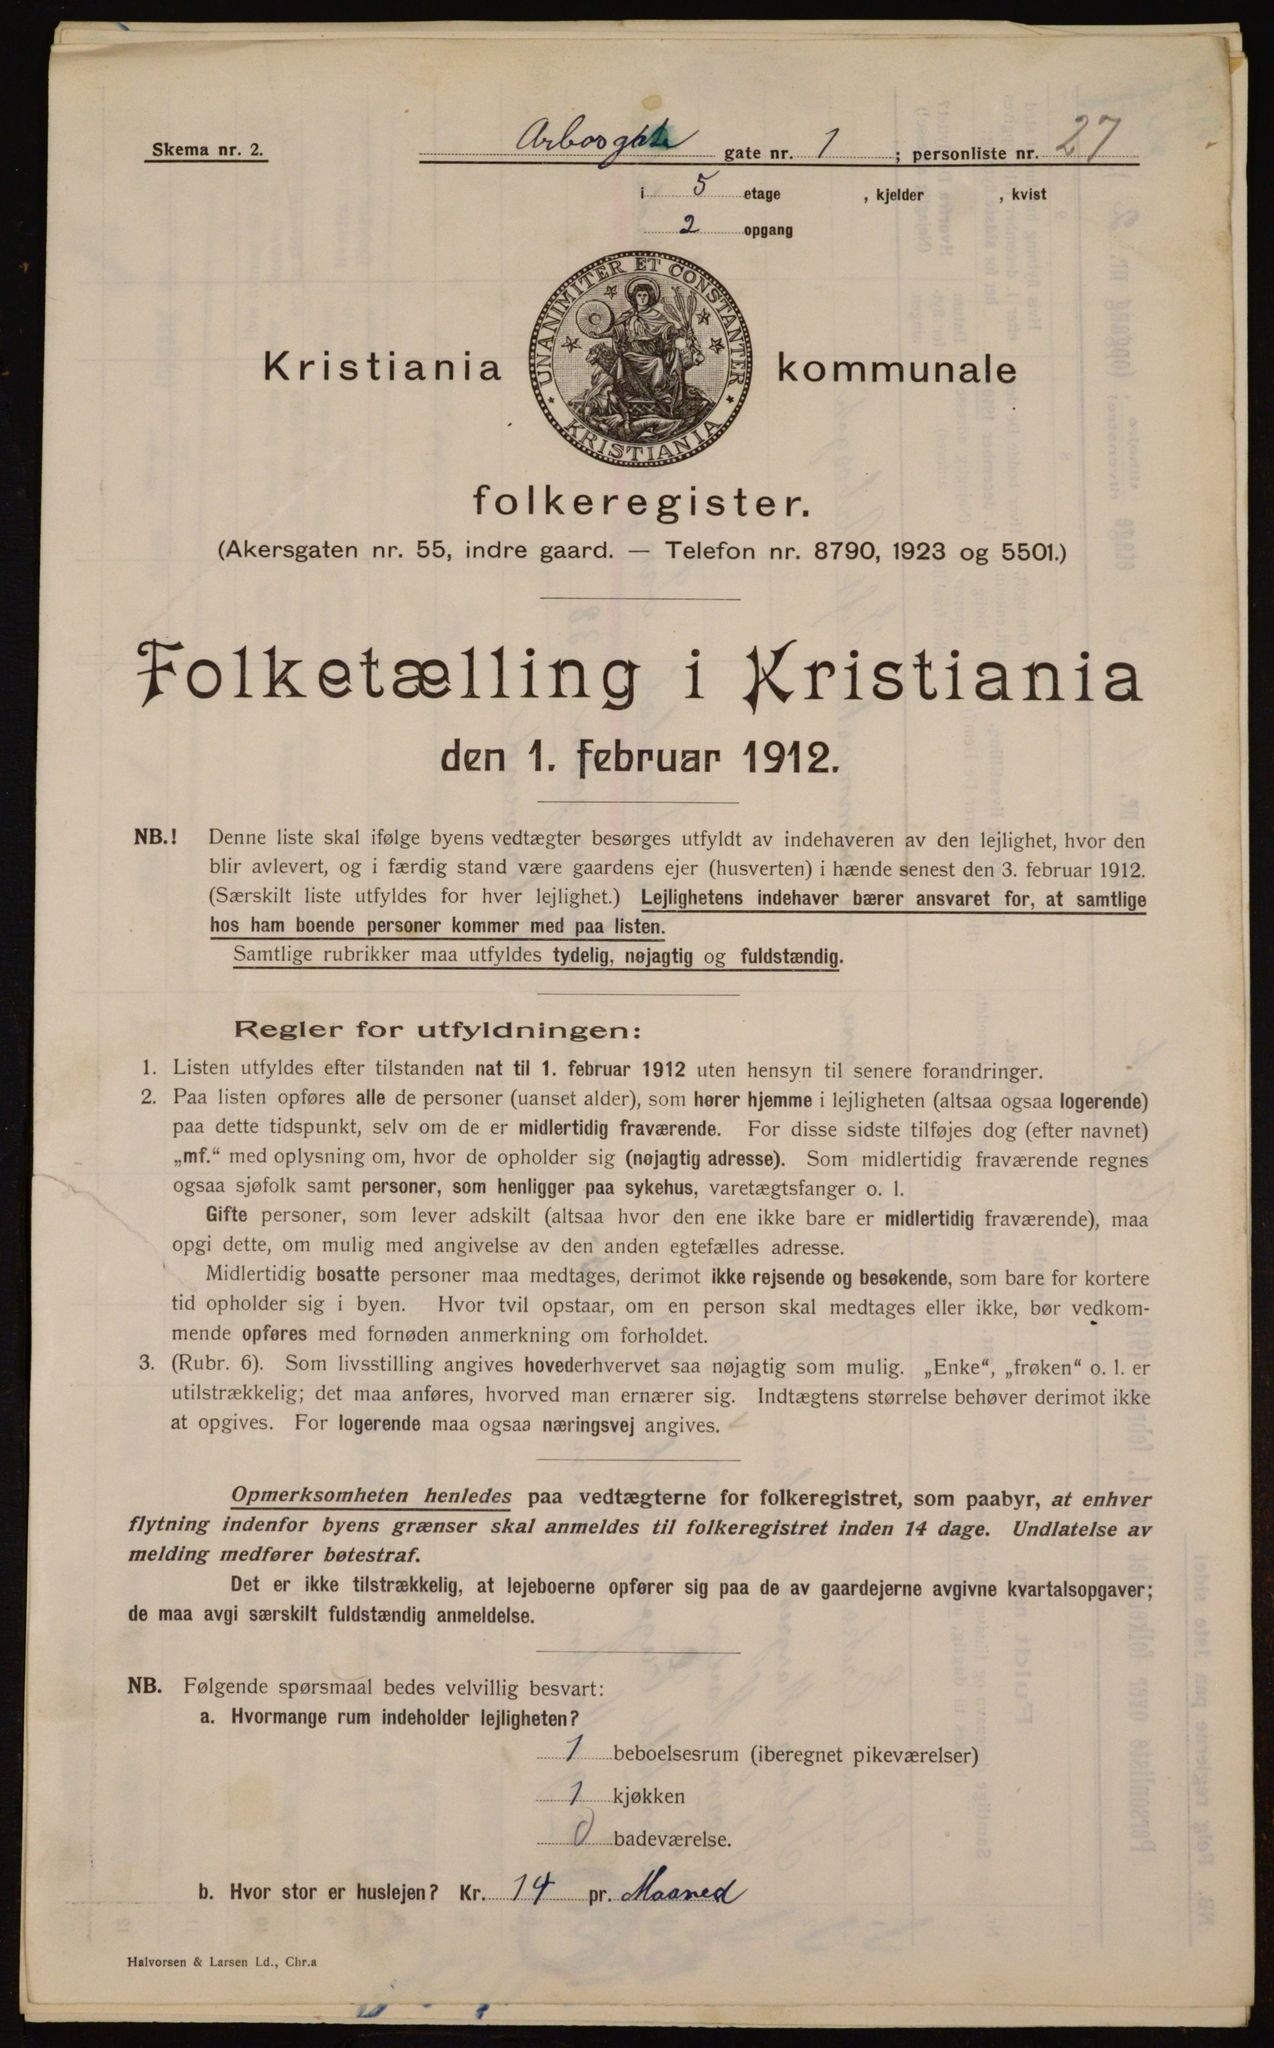 Skema nr. 2.
Arbosgate gate nr. 1 ; personliste nr. 27
i 5 etage , kjelder , kvist
2 opgang
UNANIMITER ET CONSTANTER
KRISTIANIA
Kristiania kommunale
folkeregister.
(Akersgaten nr. 55, indre gaard. — Telefon nr. 8790, 1923 og 5501.)
Folketælling i Kristiania
den 1. februar 1912.
NB.! Denne liste skal ifølge byens vedtægter besørges utfyldt av indehaveren av den lejlighet, hvor den
blir avlevert, og i færdig stand være gaardens ejer (husverten) i hænde senest den 3. februar 1912.
(Særskilt liste utfyldes for hver lejlighet.) Lejlighetens indehaver bærer ansvaret for, at samtlige
hos ham boende personer kommer med paa listen.
Samtlige rubrikker maa utfyldes tydelig, nøjagtig og fuldstændig.
Regler for utfyldningen:
1. Listen utfyldes efter tilstanden nat til 1. februar 1912 uten hensyn til senere forandringer.
2. Paa listen opføres alle de personer (uanset alder), som hører hjemme i lejligheten (altsaa ogsaa logerende)
paa dette tidspunkt, selv om de er midlertidig fraværende. For disse sidste tilføjes dog (efter navnet)
„mf.“ med oplysning om, hvor de opholder sig (nøjagtig adresse). Som midlertidig fraværende regnes
ogsaa sjøfolk samt personer, som henligger paa sykehus, varetægtsfanger o. l.
Gifte personer, som lever adskilt (altsaa hvor den ene ikke bare er midlertidig fraværende), maa
opgi dette, om mulig med angivelse av den anden egtefælles adresse.
Midlertidig bosatte personer maa medtages, derimot ikke rejsende og besøkende, som bare for kortere
tid opholder sig i byen. Hvor tvil opstaar, om en person skal medtages eller ikke, bør vedkom-
mende opføres med fornøden anmerkning om forholdet.
3. (Rubr. 6). Som livsstilling angives hovederhvervet saa nøjagtig som mulig. „Enke“, „frøken“ o. l. er
utilstrækkelig; det maa anføres, hvorved man ernærer sig. Indtægtens størrelse behøver derimot ikke
at opgives. For logerende maa ogsaa næringsvej angives.
Opmerksomheten henledes paa vedtægterne for folkeregistret, som paabyr, at enhver
flytning indenfor byens grænser skal anmeldes til folkeregistret inden 14 dage. Undlatelse av
melding medfører bøtestraf.
Det er ikke tilstrækkelig, at lejeboerne opfører sig paa de av gaardejerne avgivne kvartalsopgaver;
de maa avgi særskilt fuldstændig anmeldelse.
NB. Følgende spørsmaal bedes velvillig besvart:
a. Hvormange rum indeholder lejligheten?
1 beboelsesrum (iberegnet pikeværelser)
1 kjøkken
0 badeværelse.
b. Hvor stor er huslejen? Kr. 14 pr. Maaned
Halvorsen & Larsen Ld., Chr.a